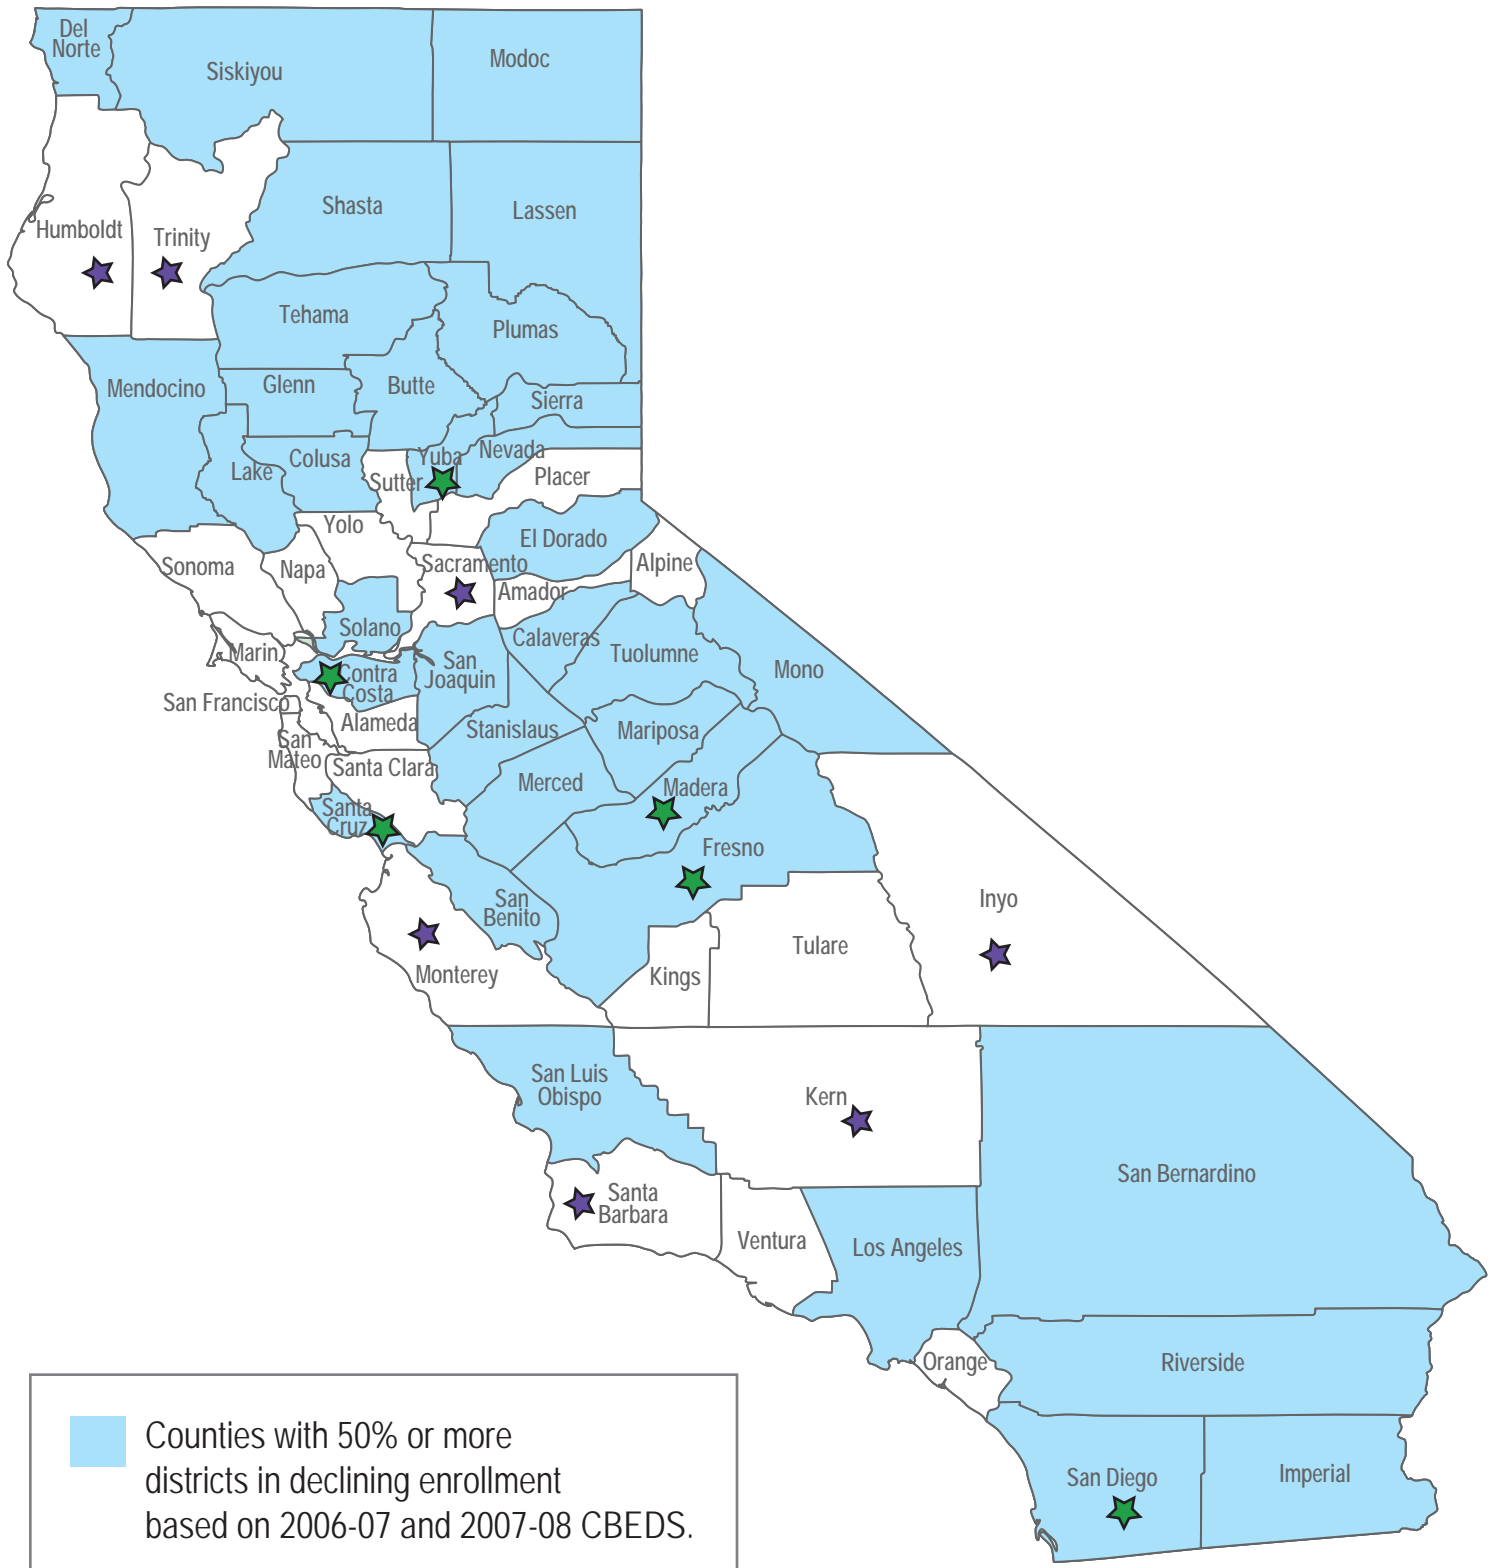 Del
Norte
Siskiyou
Modoc
Shasta
Lassen
Humboldt
Trinity
Tehama
Plumas
Mendocino
Glenn
Butte
Sierra
Lake
Colusa
Yuba
Nevada
Sutter
Placer
Yolo
El Dorado
Sonoma
Napa
Sacramento
Alpine
Amador
Solano
Calaveras
Marin
Tuolumne
San
Joaquin
Mono
Contra
Costa
San Francisco
Alameda
Stanislaus
Mariposa
San
Mateo
Santa Clara
Merced
Madera
Santa
Cruz
Fresno
San
Benito
Inyo
Monterey
Kings
Tulare
San Luis
Obispo
Kern
Santa
Barbara
San Bernardino
Ventura
Los Angeles
Orange
Riverside
San Diego
Imperial
Counties with 50% or more
districts in declining enrollment
based on 2006-07 and 2007-08 CBEDS.